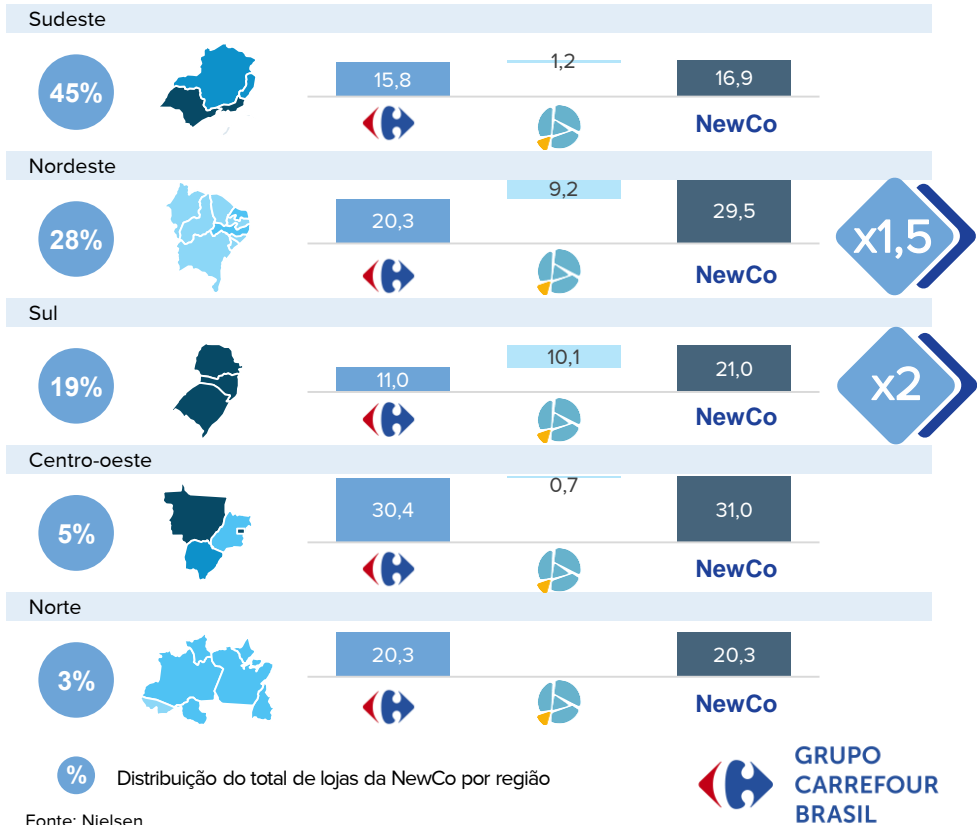 Sudeste
45%
15,8
1,2
16,9
NewCo
Nordeste
28%
20,3
9,2
29,5
NewCo
x1,5
Sul
19%
11,0
10,1
21,0
NewCo
x2
Centro-oeste
5%
30,4
0,7
31,0
NewCo
Norte
3%
20,3
20,3
NewCo
% Distribuição do total de lojas da NewCo por região
GRUPO
CARREFOUR
BRASIL
Fonte: Nielsen